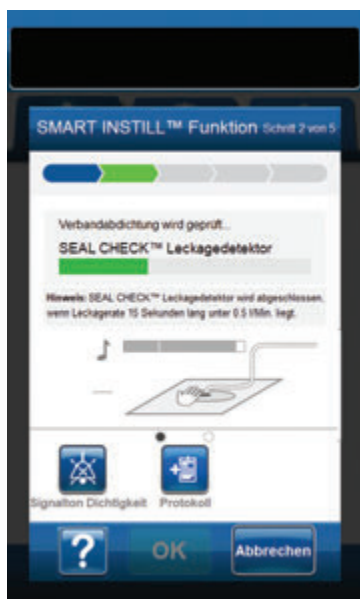 SMART INSTILL™ Funktion Schritt 2 von 5
Verbandabdichtung wird geprüft...
SEAL CHECK™ Leckagedetektor
Hinweis: SEAL CHECK™ Leckagedetektor wird abgeschlossen,
wenn Leckagerate 15 Sekunden lang unter 0.5 l/Min. liegt.
Signalton Dichtigkeit Protokoll
? OK Abbrechen